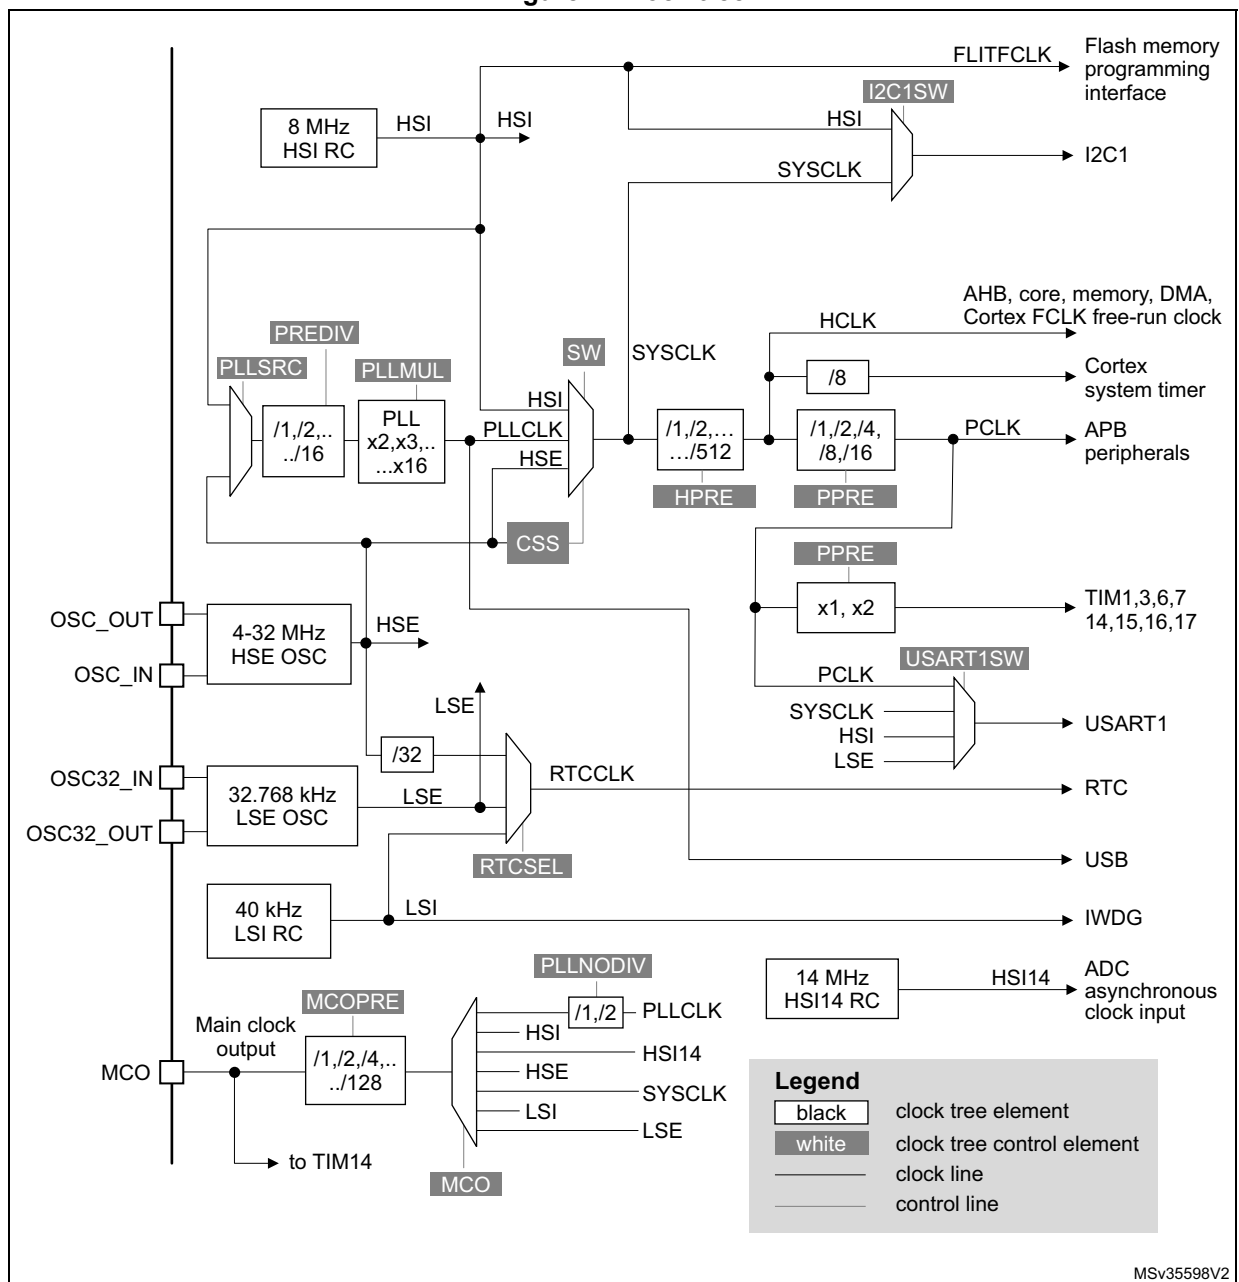 FLITFCLK
Flash memory
programming
interface
I2C1SW
8 MHz
HSI RC
HSI
HSI
HSI
I2C1
SYSCLK
AHB, core, memory, DMA,
Cortex FCLK free-run clock
HCLK
PREDIV
PLLSRC
PLLMUL
SW
SYSCLK
/8
Cortex
system timer
HSI
/1,/2,..
../16
PLL
x2,x3,..
...x16
PLLCLK
HSE
/1,/2,...
.../512
/1,/2,/4,
/8,/16
PCLK
APB
peripherals
HPRE
PPRE
CSS
PPRE
OSC_OUT
OSC_IN
4-32 MHz
HSE OSC
HSE
x1, x2
TIM1,3,6,7
14,15,16,17
USART1SW
PCLK
SYSCLK
HSI
LSE
USART1
LSE
/32
OSC32_IN
OSC32_OUT
32.768 kHz
LSE OSC
LSE
RTCCLK
RTC
RTCSEL
USB
40 kHz
LSI RC
LSI
IWDG
PLLNODIV
14 MHz
HSI14 RC
HSI14
ADC
asynchronous
clock input
MCOPRE
Main clock
output
/1,/2
PLLCLK
HSI
HSI14
HSE
SYSCLK
LSI
LSE
MCO
/1,/2,/4,..
../128
to TIM14
MCO
Legend
black
clock tree element
white
clock tree control element
clock line
control line
MSv35598V2